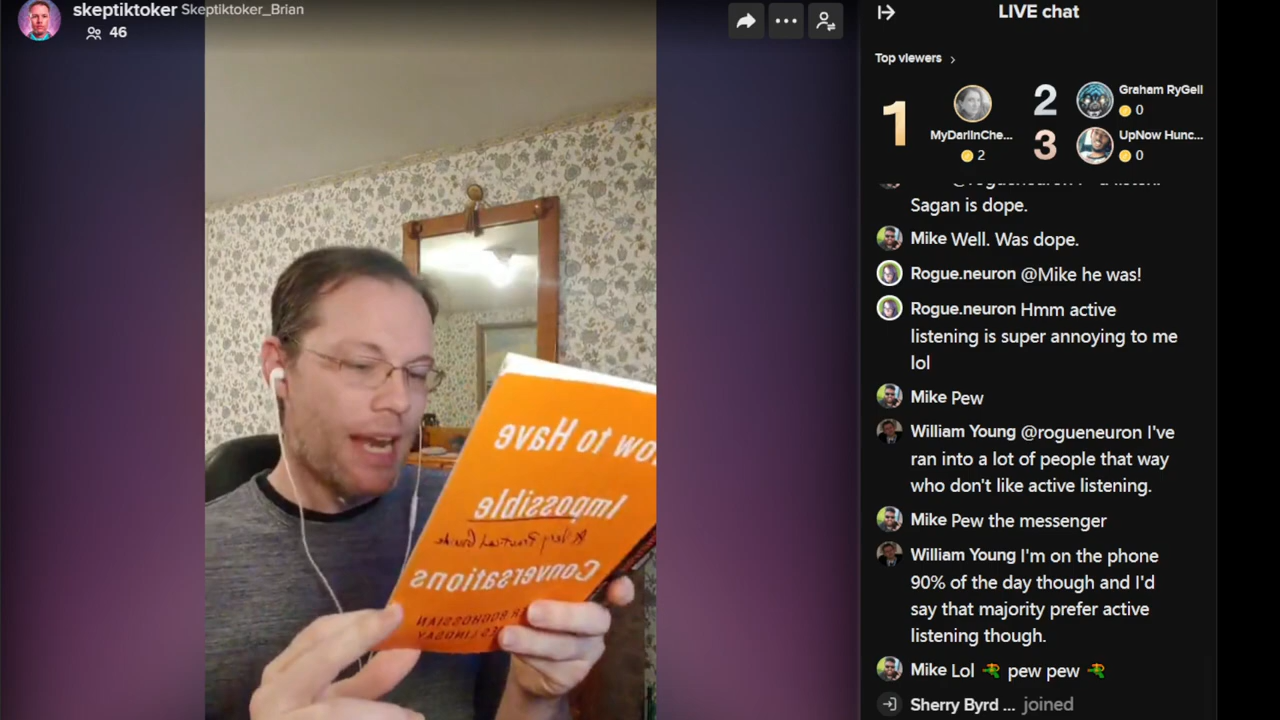 skeptiktoker Skeptiktoker_Brian
46
LIVE chat
Top viewers
1
MyDarlinChe...
2
2
Graham RyGell
0
3
UpNow Hunc...
0
Sagan is dope.
Mike Well. Was dope.
Rogue.neuron @Mike he was!
Rogue.neuron Hmm active
listening is super annoying to me
lol
Mike Pew
William Young @rogueneuron I've
ran into a lot of people that way
who don't like active listening.
Mike Pew the messenger
William Young I'm on the phone
90% of the day though and I'd
say that majority prefer active
listening though.
Mike Lol 🔫 pew pew 🔫
Sherry Byrd ... joined
How to Have
Impossible
A Very Practical Guide
Conversations
BOGHOSSIAN
LINDSAY